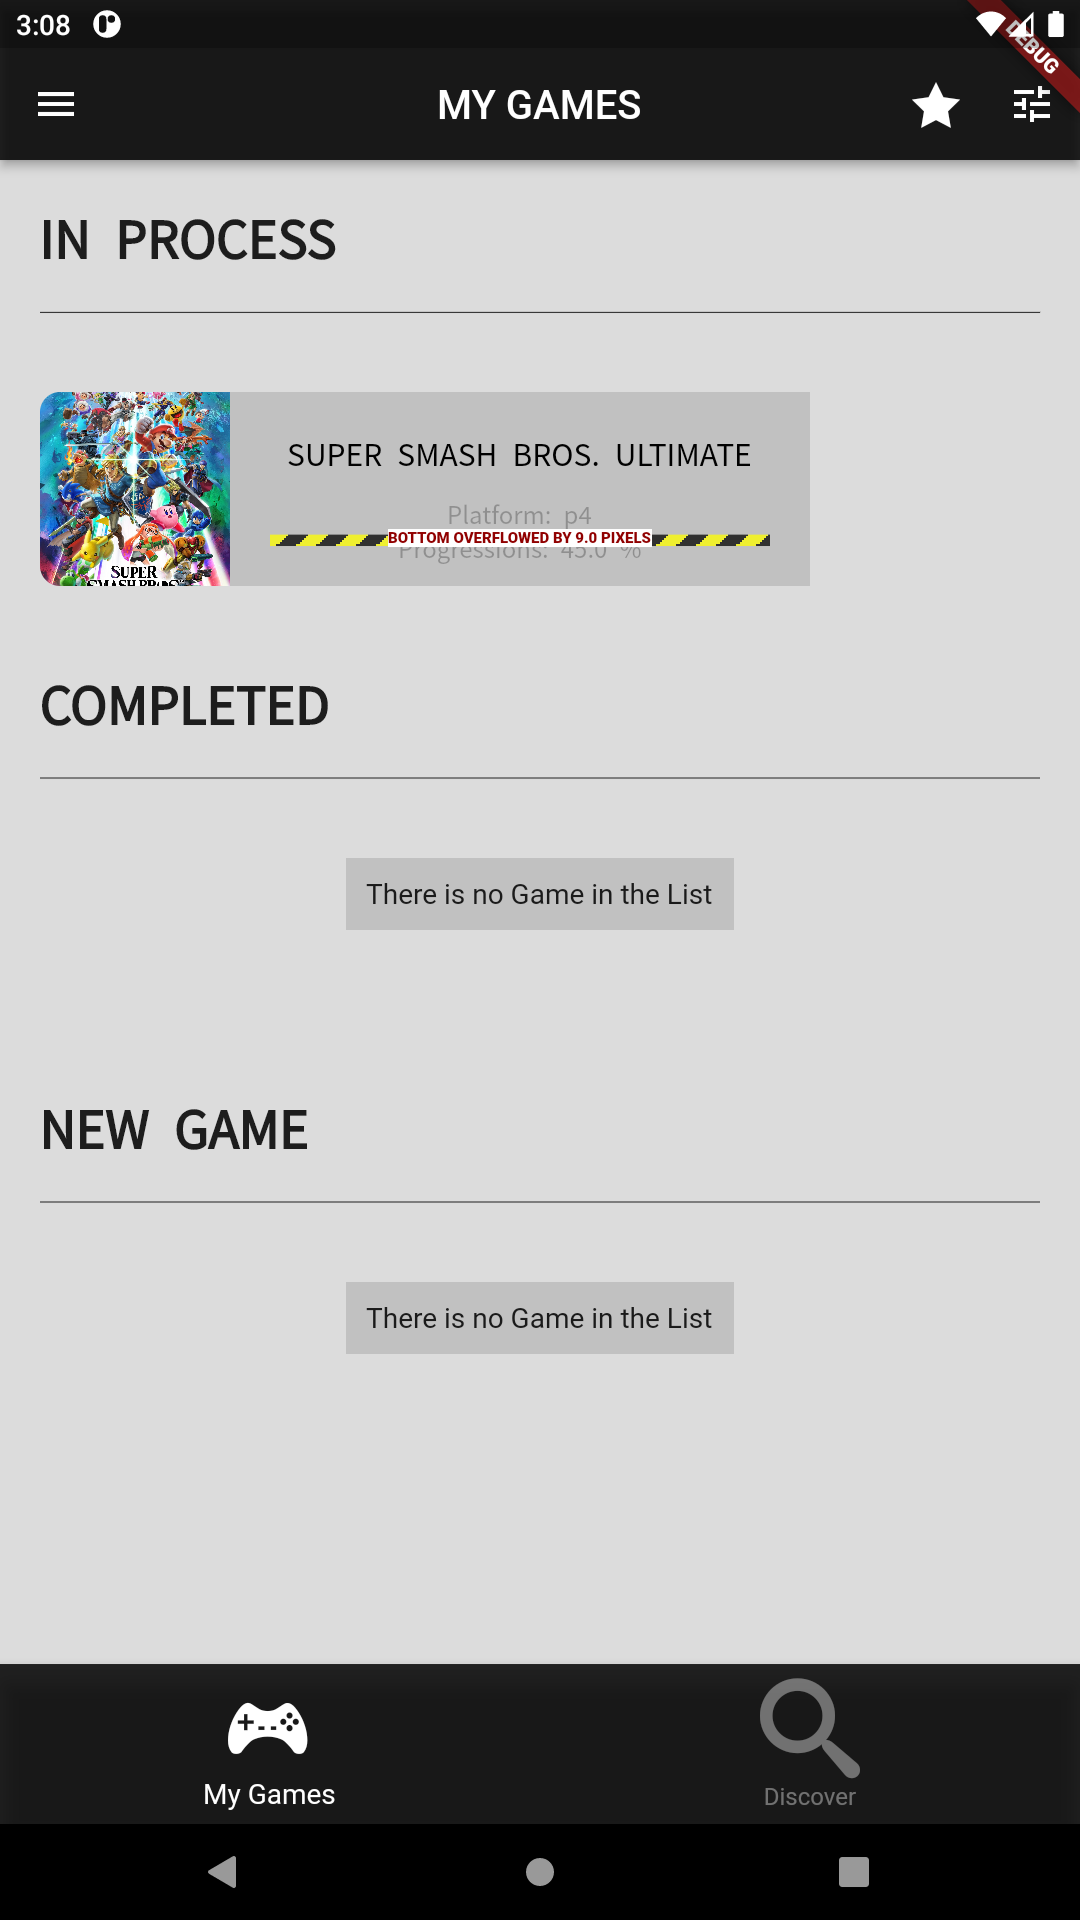 3:08
DEBUG
MY GAMES
IN PROCESS
SUPER SMASH BROS. ULTIMATE
Platform: p4
BOTTOM OVERFLOWED BY 9.0 PIXELS
Progressions: 45.0 %
SUPER
SMASH BROS
COMPLETED
There is no Game in the List
NEW GAME
There is no Game in the List
My Games
Discover